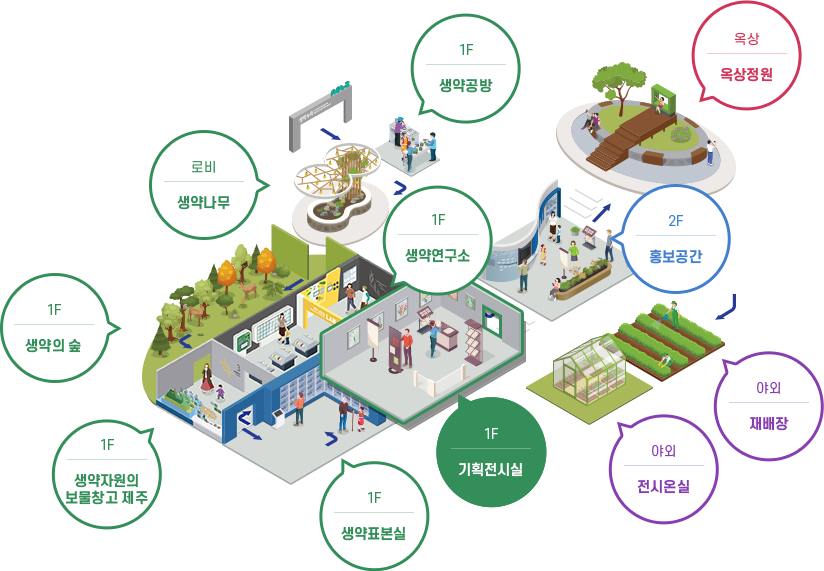 1F
생약공방
옥상
옥상정원
로비
생약나무
1F
생약연구소
2F
홍보공간
1F
생약의 숲
야외
재배장
1F
기획전시실
야외
전시온실
1F
생약자원의
보물창고 제주
1F
생약표본실